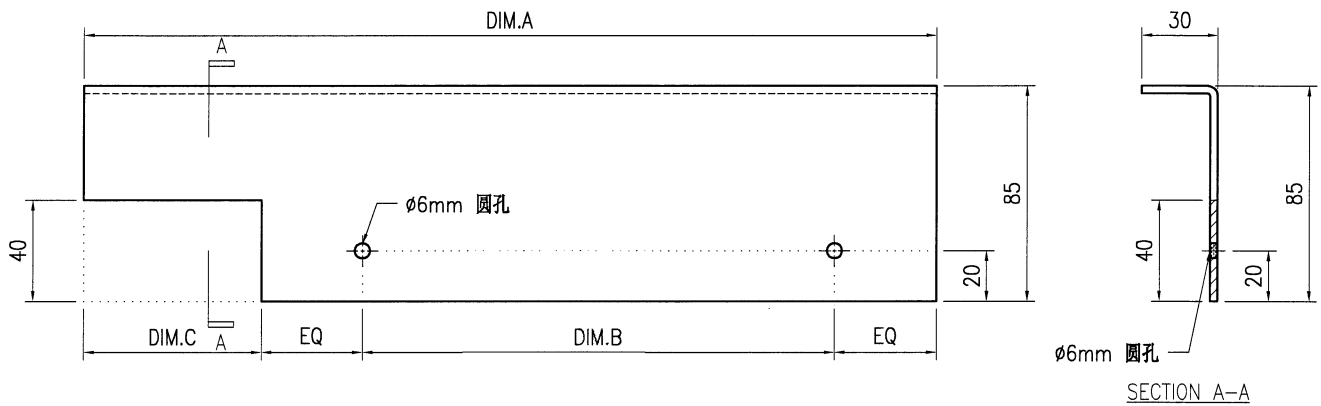 DIM.A
30
A
ø6mm 圆孔
85
40
20
DIM.C
A
EQ
DIM.B
EQ
85
40
20
ø6mm 圆孔
SECTION A-A